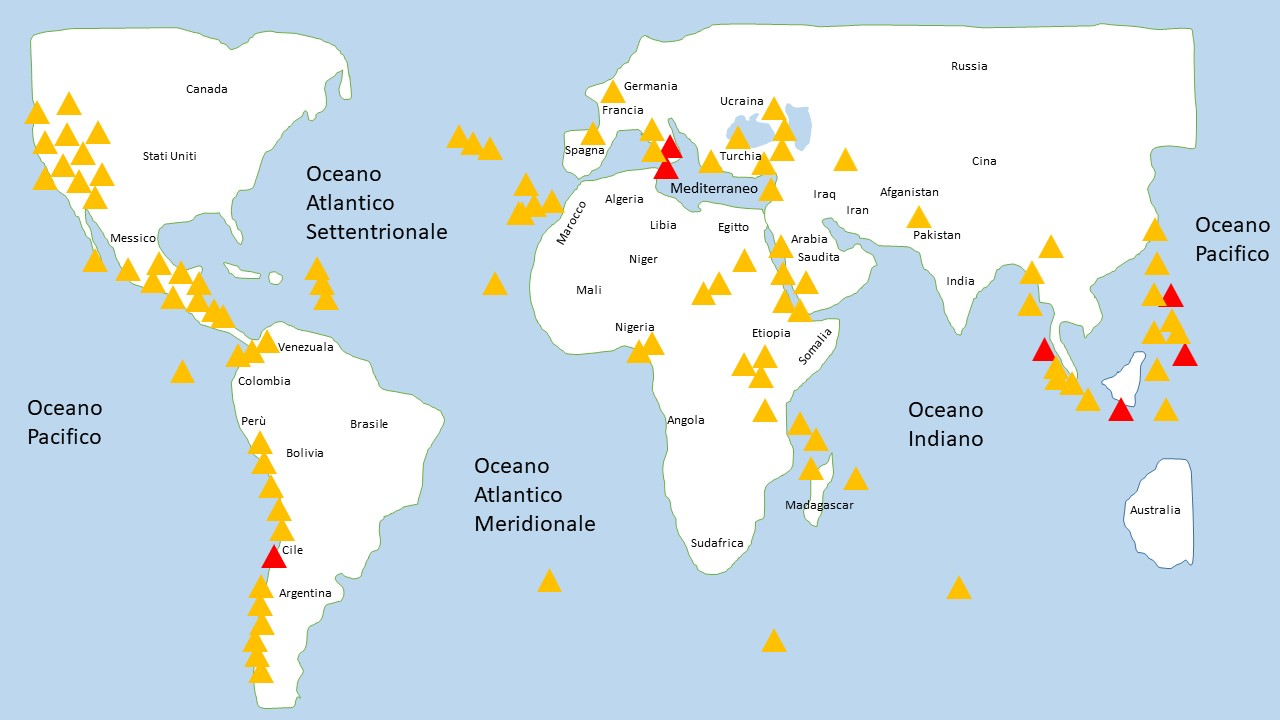 Russia
Canada
Germania
Ucraina
Francia
Spagna
Stati Uniti
Turchia
Cina
Oceano
Atlantico
Settentrionale
Mediterraneo
Algeria
Marocco
Iraq
Afganistan
Iran
Libia
Egitto
Messico
Pakistan
Arabia
Saudita
Oceano
Pacifico
Niger
Mali
India
Nigeria
Etiopia
Somalia
Venezuala
Colombia
Oceano
Pacifico
Perù
Brasile
Bolivia
Angola
Oceano
Indiano
Oceano
Atlantico
Meridionale
Madagascar
Australia
Cile
Sudafrica
Argentina